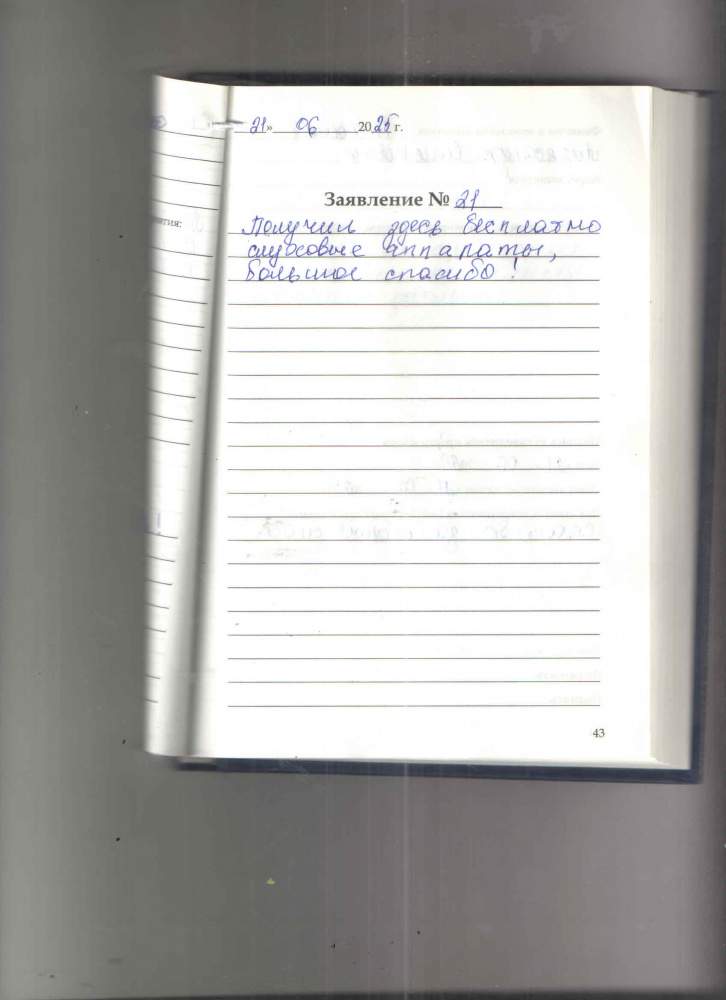 21» 06 2025 г.
Заявление № 21
Получил здесь бесплатно
слуховые аппараты,
большое спасибо!
43